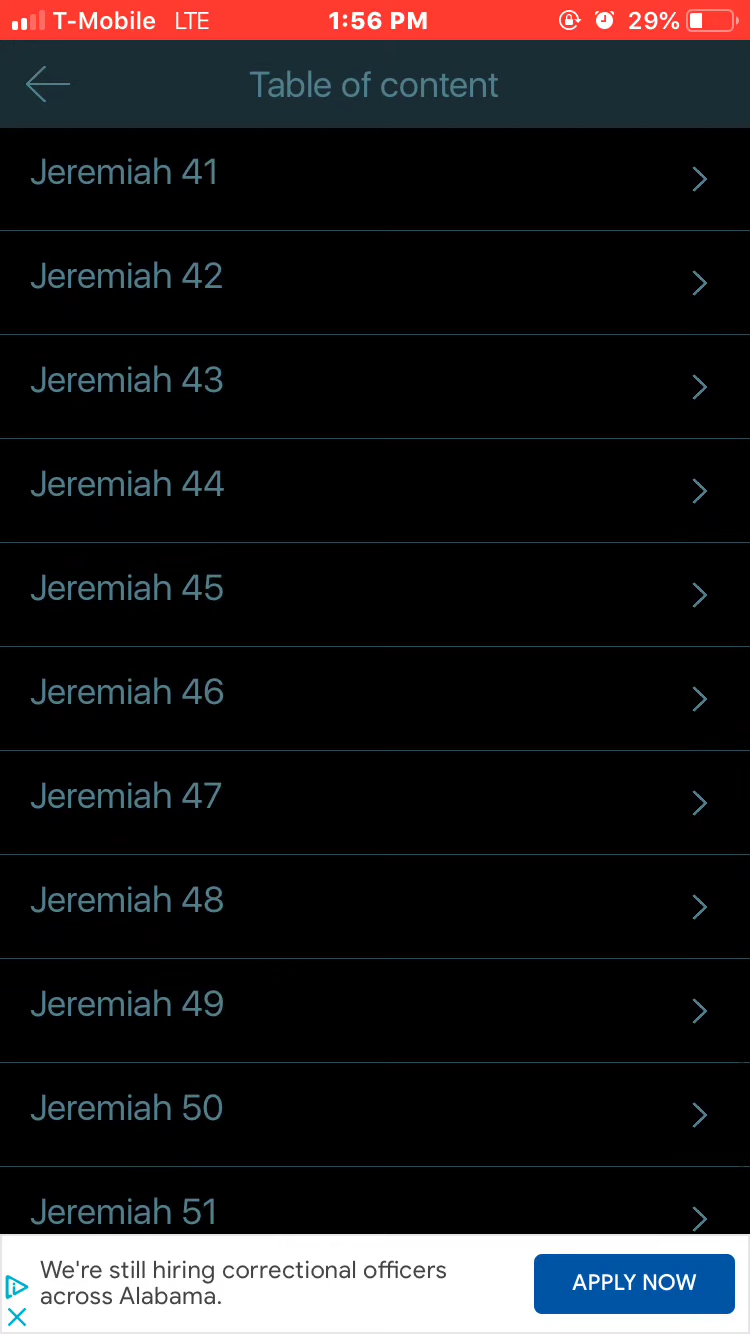 T-Mobile LTE 1:56 PM 29%
Table of content
Jeremiah 41
Jeremiah 42
Jeremiah 43
Jeremiah 44
Jeremiah 45
Jeremiah 46
Jeremiah 47
Jeremiah 48
Jeremiah 49
Jeremiah 50
Jeremiah 51
We're still hiring correctional officers
across Alabama.
APPLY NOW